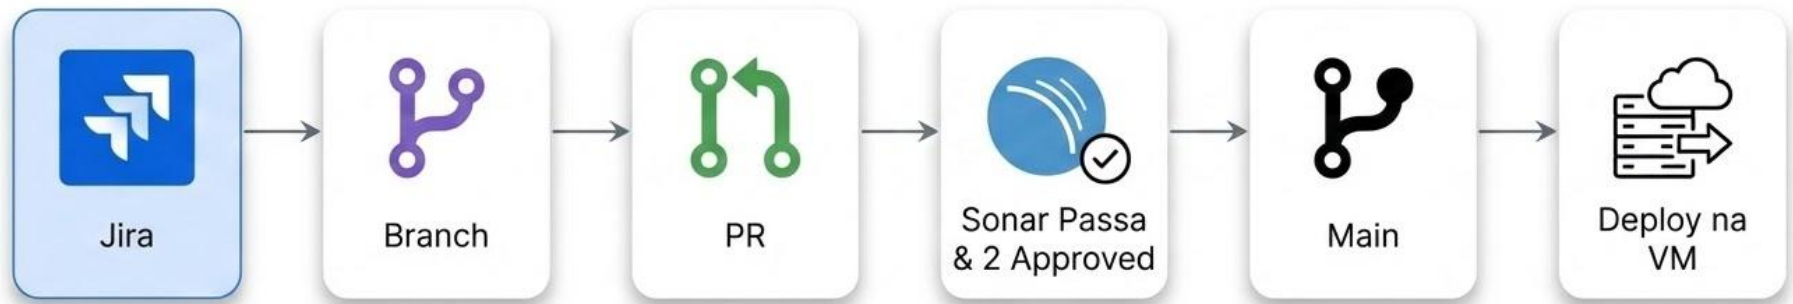 Jira
Branch
PR
Sonar Passa
& 2 Approved
Main
Deploy na
VM